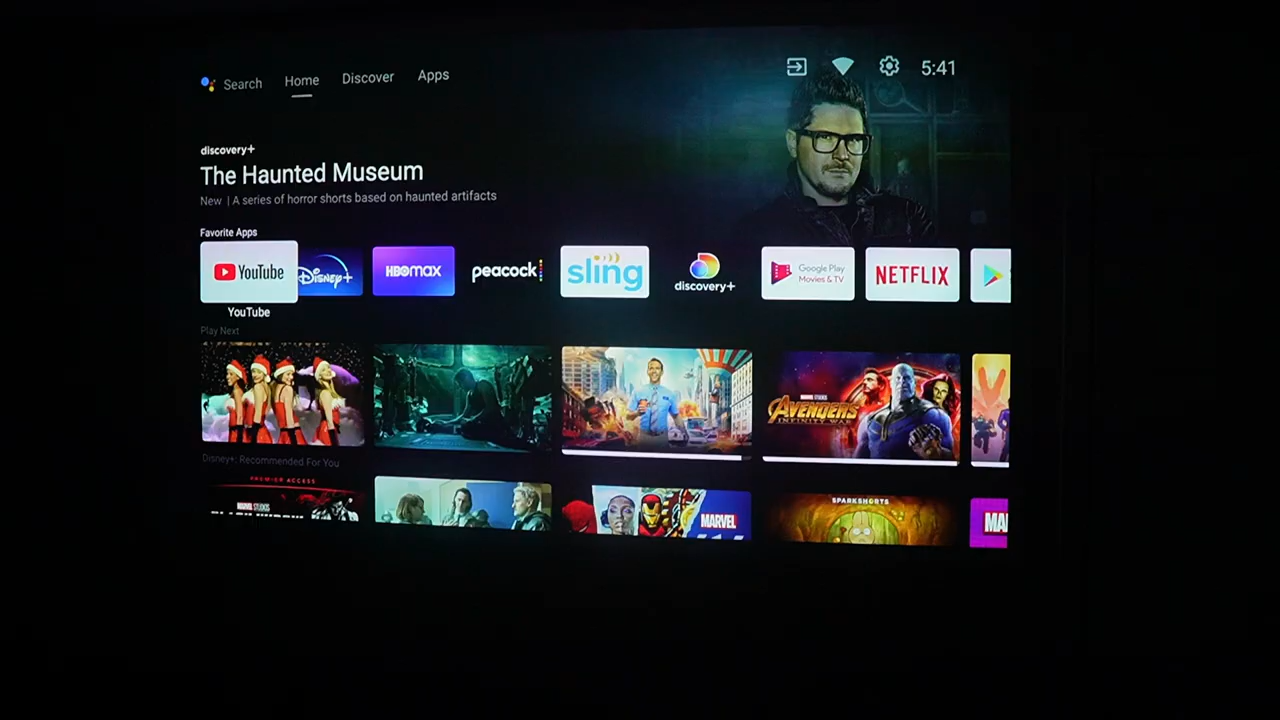 Search Home Discover Apps 5:41
discovery+
The Haunted Museum
New | A series of horror shorts based on haunted artifacts
Favorite Apps
YouTube Disney+ HBOMAX peacock sling discovery+ Google Play Movies & TV NETFLIX
YouTube
Play Next
MARVEL STUDIOS
AVENGERS
INFINITY WAR
Disney+: Recommended For You
PREMIER ACCESS
MARVEL STUDIOS
MARVEL
SPARKSHORTS
MA